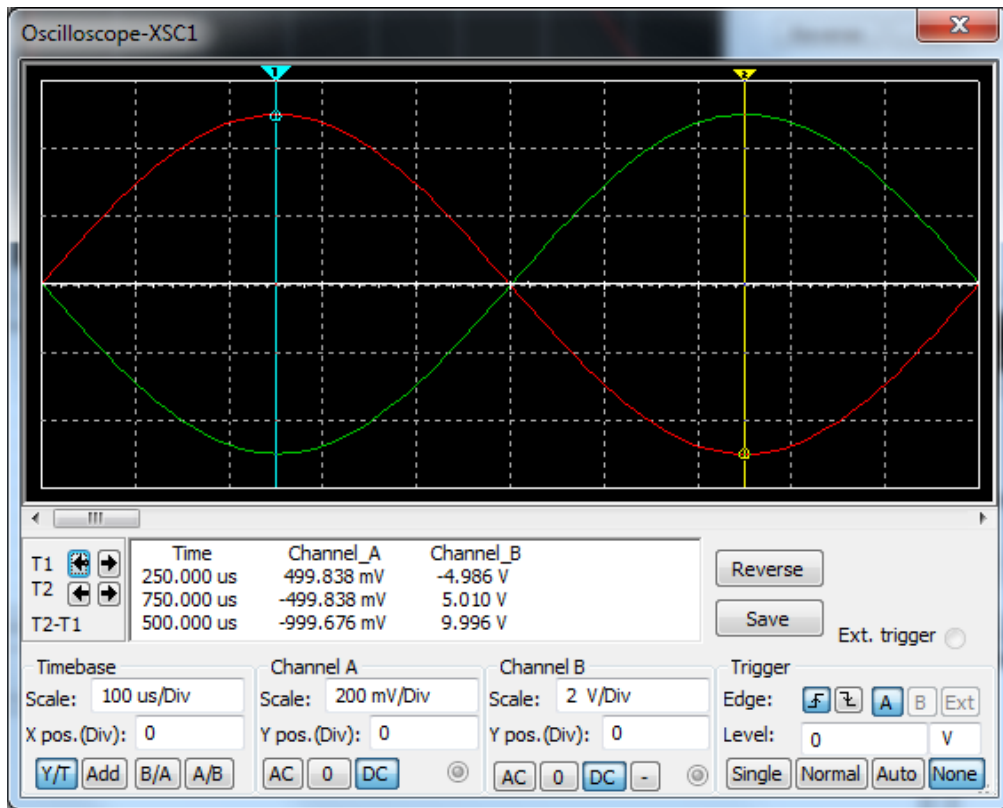 Oscilloscope-XSC1
X
1
2
T1
T2
T2-T1
Time Channel_A Channel_B
250.000 us 499.838 mV -4.986 V
750.000 us -499.838 mV 5.010 V
500.000 us -999.676 mV 9.996 V
Reverse
Save
Ext. trigger
Timebase
Scale: 100 us/Div
X pos.(Div): 0
Y/T Add B/A A/B
Channel A
Scale: 200 mV/Div
Y pos.(Div): 0
AC 0 DC
Channel B
Scale: 2 V/Div
Y pos.(Div): 0
AC 0 DC -
Trigger
Edge: A B Ext
Level: 0 V
Single Normal Auto None